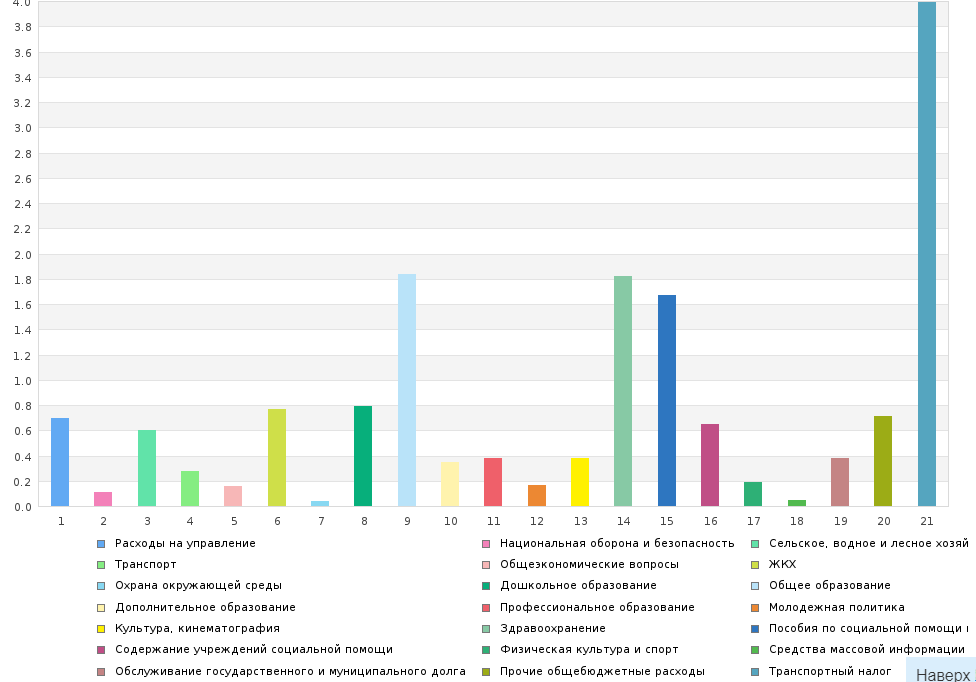 4.0
3.8
3.6
3.4
3.2
3.0
2.8
2.6
2.4
2.2
2.0
1.8
1.6
1.4
1.2
1.0
0.8
0.6
0.4
0.2
0.0
1 2 3 4 5 6 7 8 9 10 11 12 13 14 15 16 17 18 19 20 21
Расходы на управление Национальная оборона и безопасность Сельское, водное и лесное хозяй
Транспорт Общеэкономические вопросы ЖКХ
Охрана окружающей среды Дошкольное образование Общее образование
Дополнительное образование Профессиональное образование Молодежная политика
Культура, кинематография Здравоохранение Пособия по социальной помощи
Содержание учреждений социальной помощи Физическая культура и спорт Средства массовой информации
Обслуживание государственного и муниципального долга Прочие общебюджетные расходы Транспортный налог
Наверх